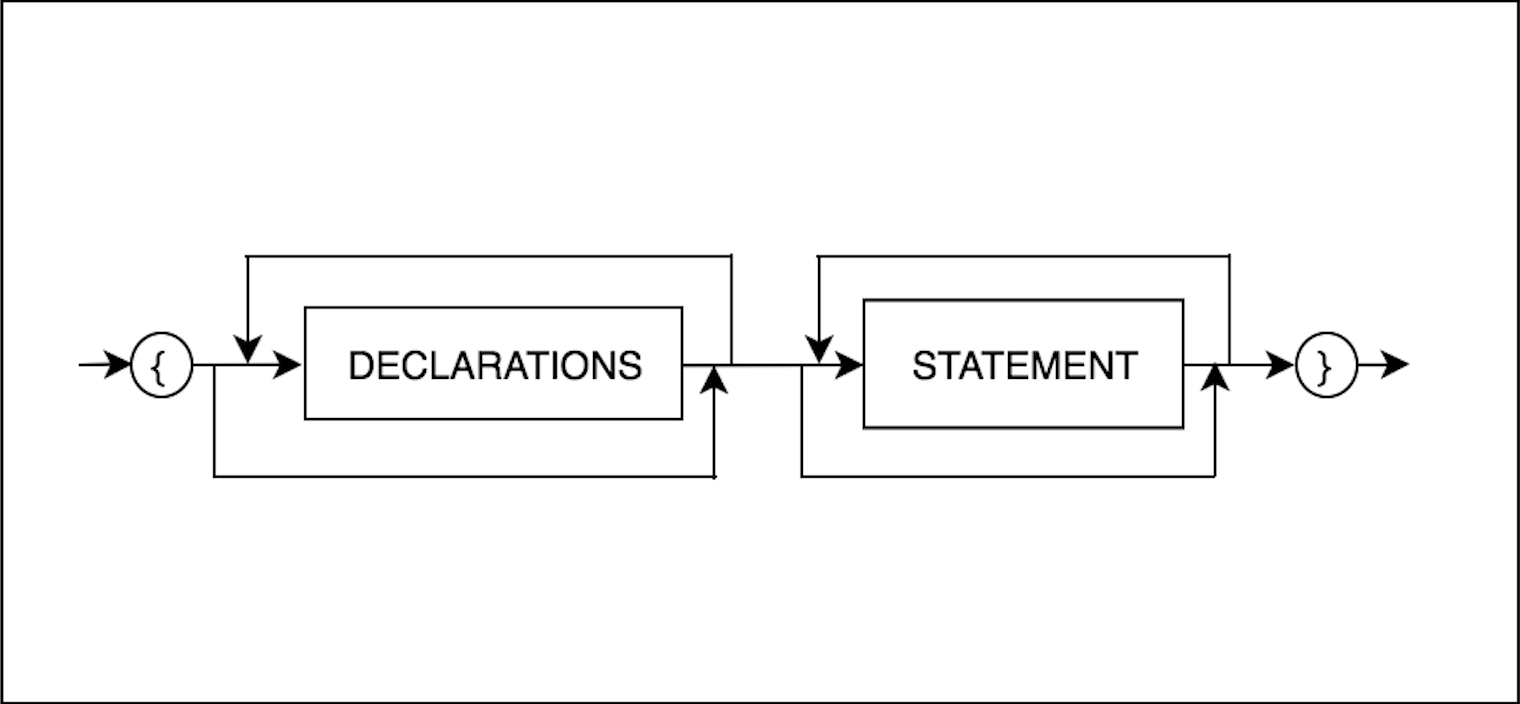 { DECLARATIONS STATEMENT }